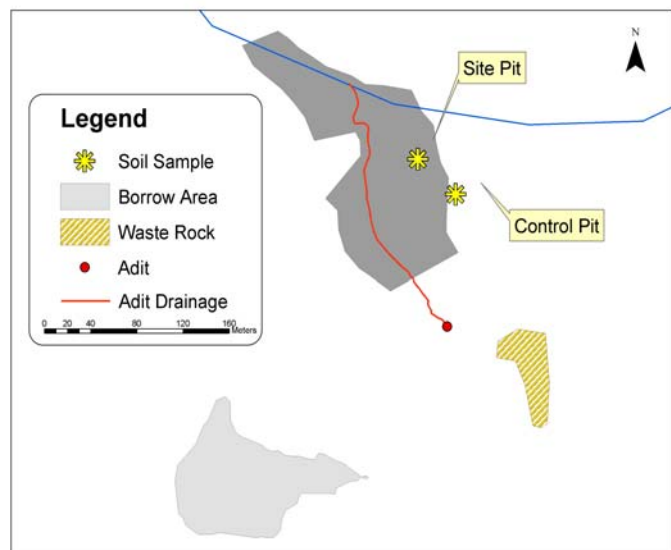 N
Site Pit
Control Pit
Legend
Soil Sample
Borrow Area
Waste Rock
Adit
Adit Drainage
0 20 40 80 120 160
Meters